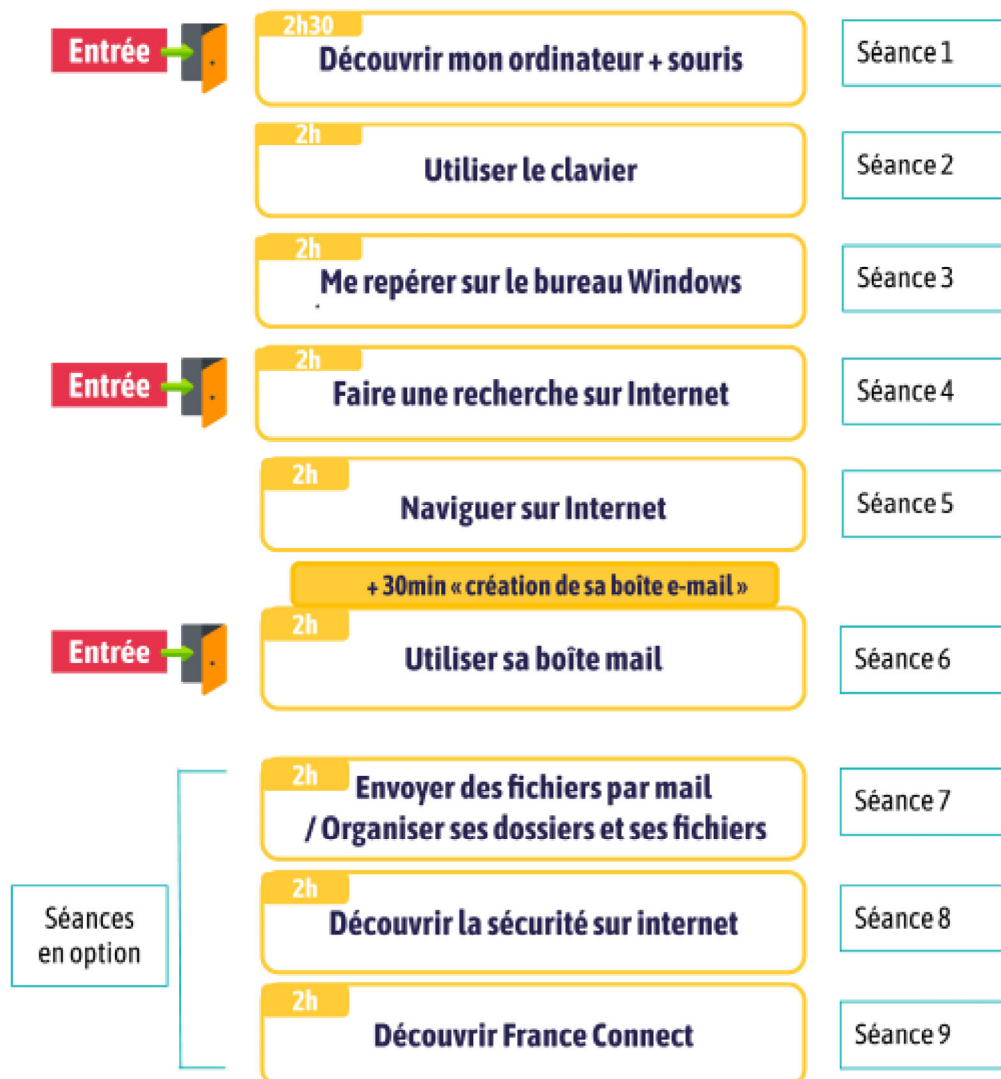 2h30
Entrée
Découvrir mon ordinateur + souris
Séance 1
2h
Utiliser le clavier
Séance 2
2h
Me repérer sur le bureau Windows
Séance 3
2h
Entrée
Faire une recherche sur Internet
Séance 4
2h
Naviguer sur Internet
Séance 5
+ 30min « création de sa boîte e-mail »
2h
Entrée
Utiliser sa boîte mail
Séance 6
2h
Envoyer des fichiers par mail
/ Organiser ses dossiers et ses fichiers
Séance 7
Séances
en option
2h
Découvrir la sécurité sur internet
Séance 8
2h
Découvrir France Connect
Séance 9